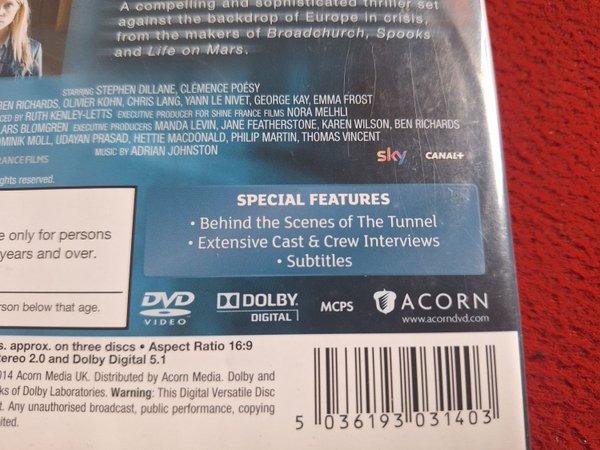 A compelling and sophisticated thriller set
against the backdrop of Europe in crisis,
from the makers of Broadchurch, Spooks
and Life on Mars.
STARRING STEPHEN DILLANE, CLÉMENCE POÉSY
REN RICHARDS, OLIVIER KOHN, CHRIS LANG, YANN LE NIVET, GEORGE KAY, EMMA FROST
CED BY RUTH KENLEY-LETTS EXECUTIVE PRODUCER FOR SHINE FRANCE FILMS NORA MELHLI
LARS BLOMGREN EXECUTIVE PRODUCERS MANDA LEVIN, JANE FEATHERSTONE, KAREN WILSON, BEN RICHARDS
MINIK MOLL, UDAYAN PRASAD, HETTIE MACDONALD, PHILIP MARTIN, THOMAS VINCENT
RANCE FILMS MUSIC BY ADRIAN JOHNSTON
sky CANAL+
ghts reserved.
SPECIAL FEATURES
• Behind the Scenes of The Tunnel
• Extensive Cast & Crew Interviews
• Subtitles
e only for persons
years and over.
erson below that age.
DVD VIDEO
DOLBY DIGITAL
MCPS
ACORN
www.acorndvd.com
s. approx. on three discs • Aspect Ratio 16:9
tereo 2.0 and Dolby Digital 5.1
014 Acorn Media UK. Distributed by Acorn Media. Dolby and
ks of Dolby Laboratories. Warning: This Digital Versatile Disc
t. Any unauthorised broadcast, public performance, copying
ited.
5 036193 031403